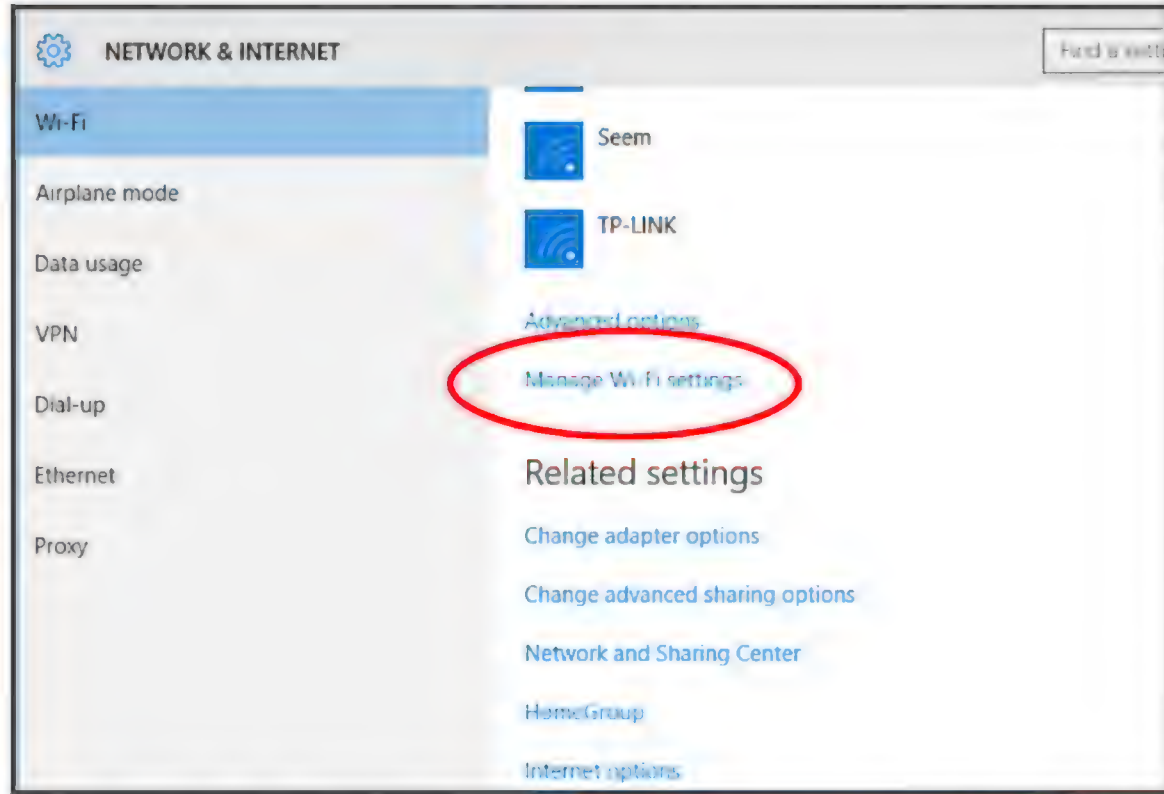 NETWORK & INTERNET
Find a setti
Wi-Fi
Airplane mode
Data usage
VPN
Dial-up
Ethernet
Proxy
Seem
TP-LINK
Advanced options
Manage Wi-Fi settings
Related settings
Change adapter options
Change advanced sharing options
Network and Sharing Center
HomeGroup
Internet options